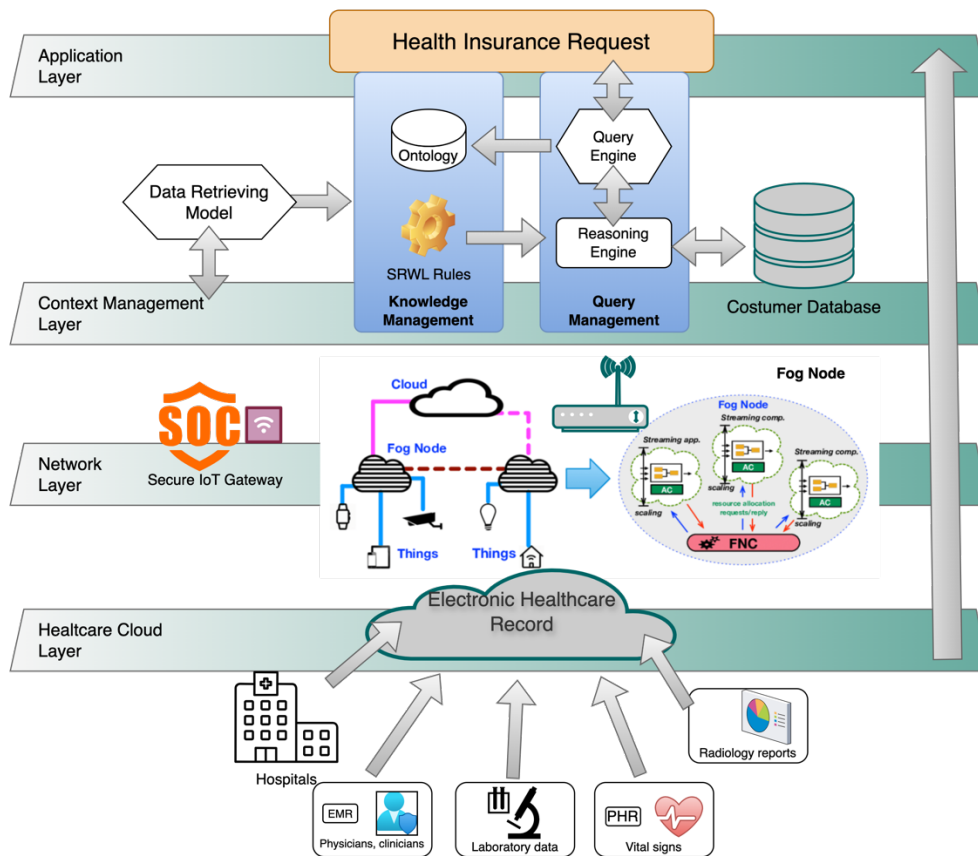 Health Insurance Request
Application
Layer
Ontology
Query
Engine
Data Retrieving
Model
SRWL Rules
Reasoning
Engine
Knowledge
Management
Query
Management
Costumer Database
Context Management
Layer
Fog Node
Cloud
Fog Node
Things
Things
Fog Node
Streaming comp.
Streaming app.
Streaming comp.
AC
AC
AC
scaling
scaling
scaling
resource allocation
requests/reply
FNC
SOC
Secure IoT Gateway
Network
Layer
Electronic Healthcare
Record
Healtcare Cloud
Layer
Hospitals
Radiology reports
EMR
Physicians, clinicians
Laboratory data
PHR
Vital signs